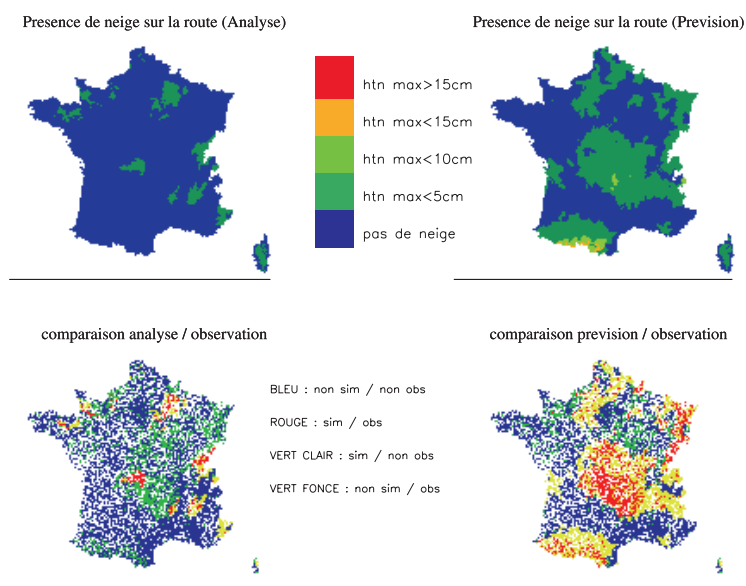 Presence de neige sur la route (Analyse)
Presence de neige sur la route (Prevision)
htn max>15cm
htn max<15cm
htn max<10cm
htn max<5cm
pas de neige
comparaison analyse / observation
comparaison prevision / observation
BLEU : non sim / non obs
ROUGE : sim / obs
VERT CLAIR : sim / non obs
VERT FONCE : non sim / obs